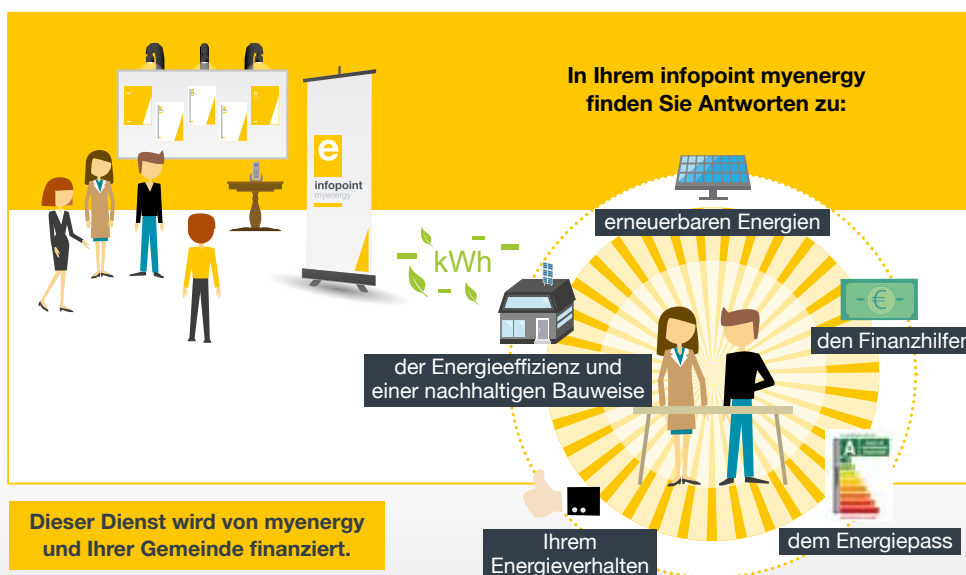 In Ihrem infopoint myenergy
finden Sie Antworten zu:
e
infopoint
myenergy
erneuerbaren Energien
kWh
€
den Finanzhilfen
der Energieeffizienz und
einer nachhaltigen Bauweise
A
dem Energiepass
Ihrem
Energieverhalten
Dieser Dienst wird von myenergy
und Ihrer Gemeinde finanziert.